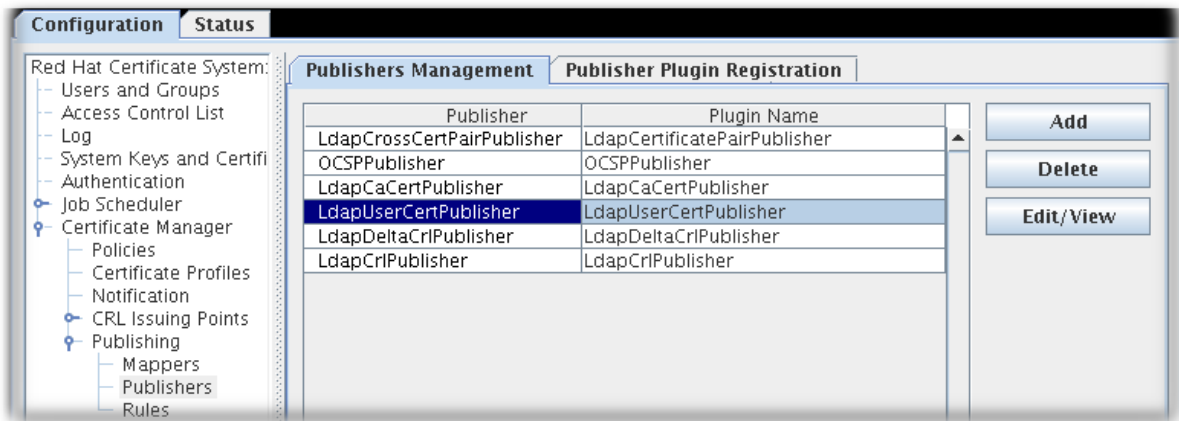 Configuration Status
Red Hat Certificate System:
Users and Groups
Access Control List
Log
System Keys and Certifi
Authentication
Job Scheduler
Certificate Manager
Policies
Certificate Profiles
Notification
CRL Issuing Points
Publishing
Mappers
Publishers
Rules
Publishers Management Publisher Plugin Registration
Publisher Plugin Name
LdapCrossCertPairPublisher LdapCertificatePairPublisher
OCSPPublisher OCSPPublisher
LdapCaCertPublisher LdapCaCertPublisher
LdapUserCertPublisher LdapUserCertPublisher
LdapDeltaCrlPublisher LdapDeltaCrlPublisher
LdapCrlPublisher LdapCrlPublisher
Add
Delete
Edit/View